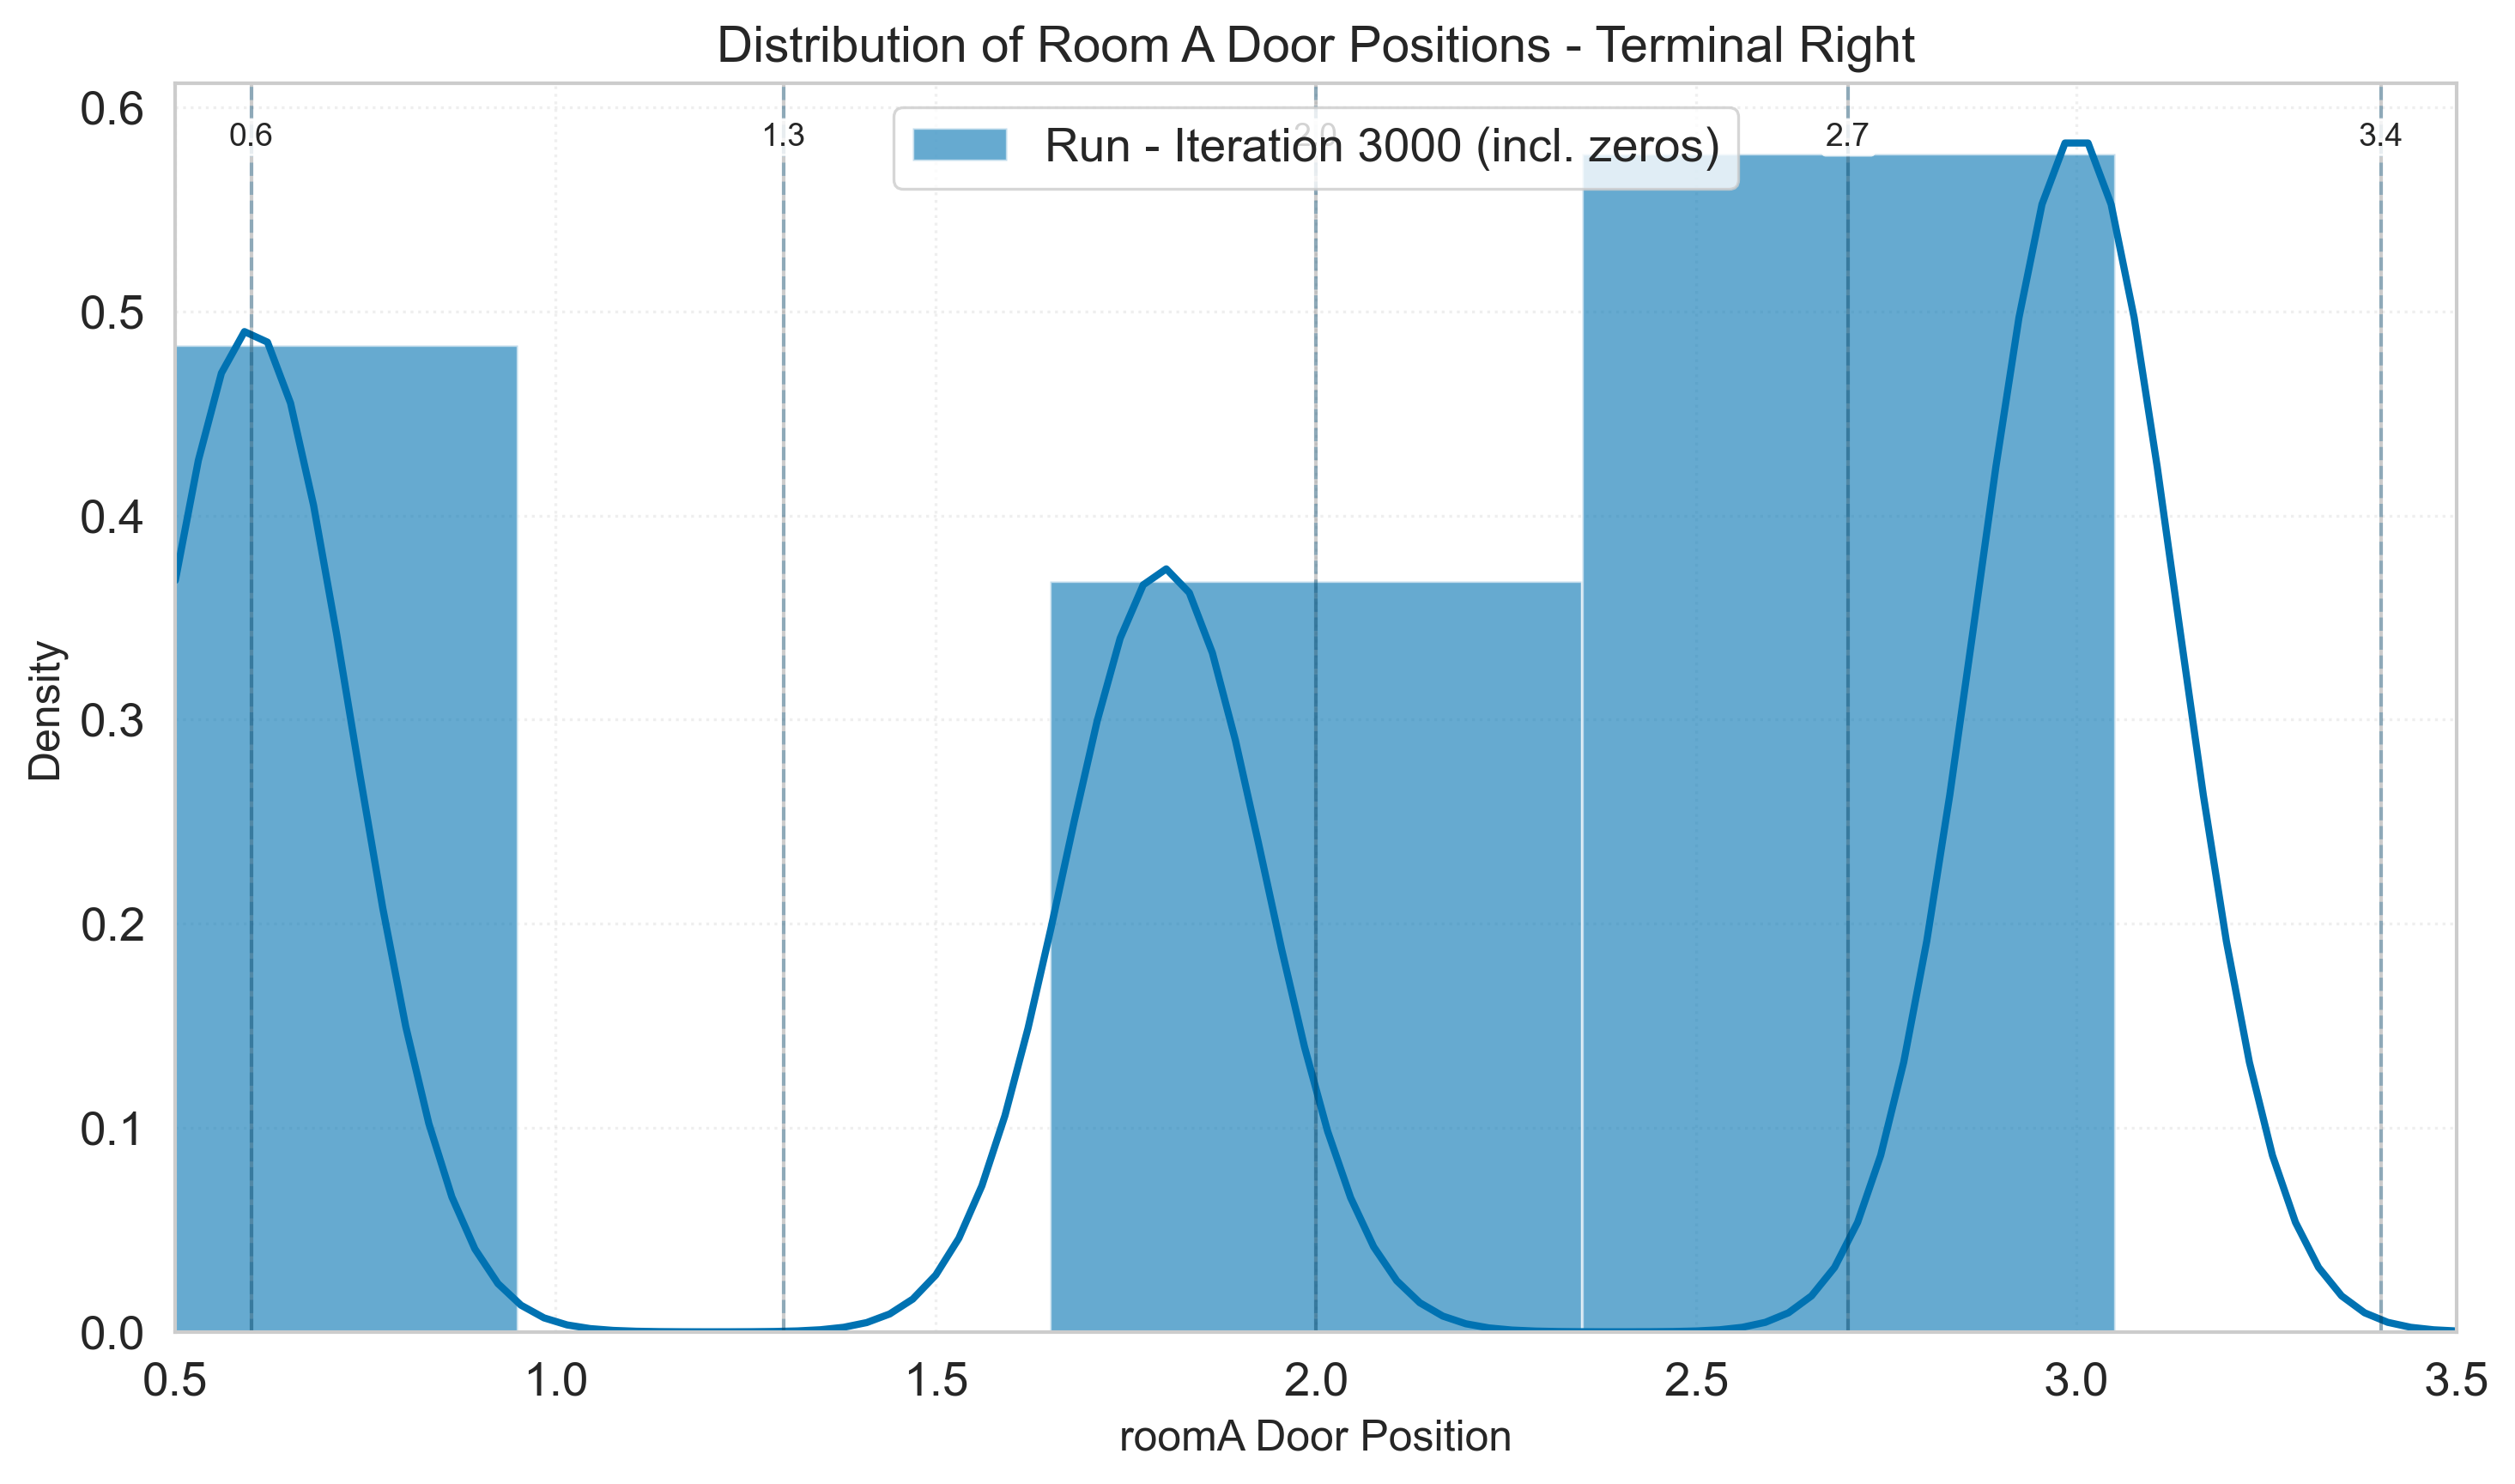 Distribution of Room A Door Positions - Terminal Right
0.6
0.6
1.3
2.0
2.7
3.4
Run - Iteration 3000 (incl. zeros)
0.5
0.4
0.3
0.2
0.1
0.0
Density
0.5 1.0 1.5 2.0 2.5 3.0 3.5
roomA Door Position